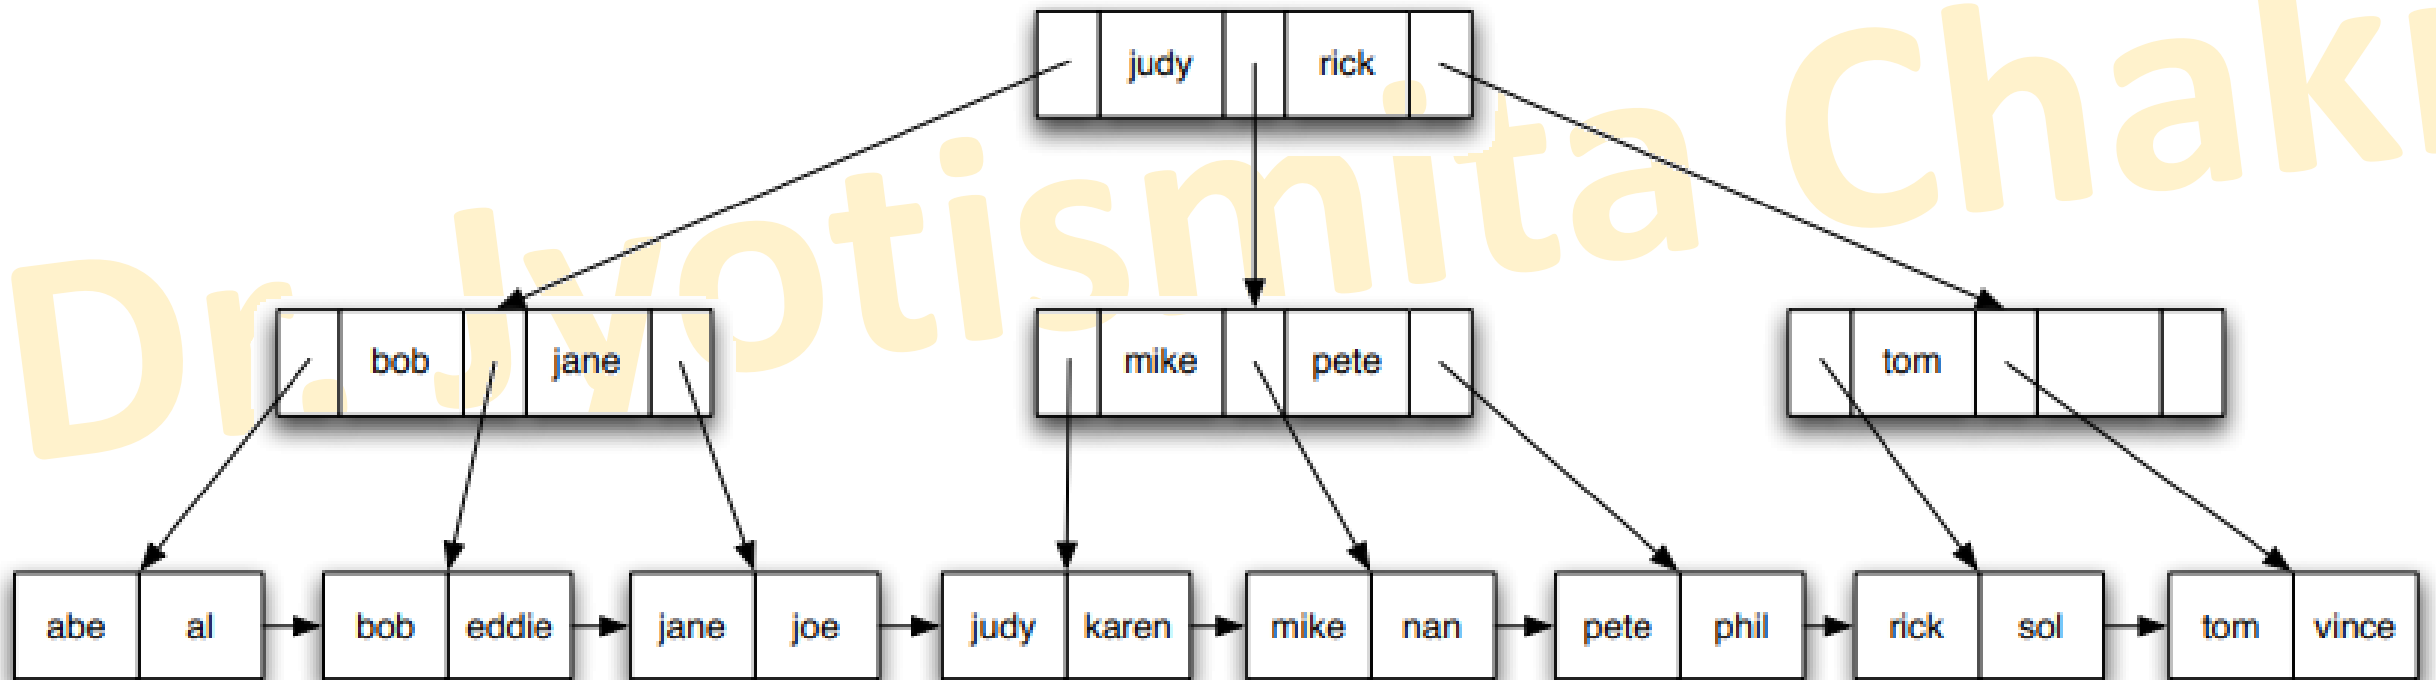 judy rick
Dr. Jyotismita
bob jane mike pete tom
abe al bob eddie jane joe judy karen mike nan pete phil rick sol tom vince